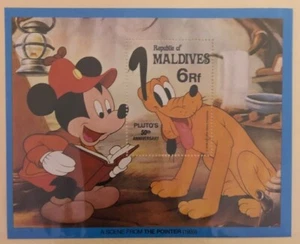 Republic of
MALDIVES
6Rf
PLUTO'S
50th
ANNIVERSARY
A SCENE FROM THE POINTER / 1939